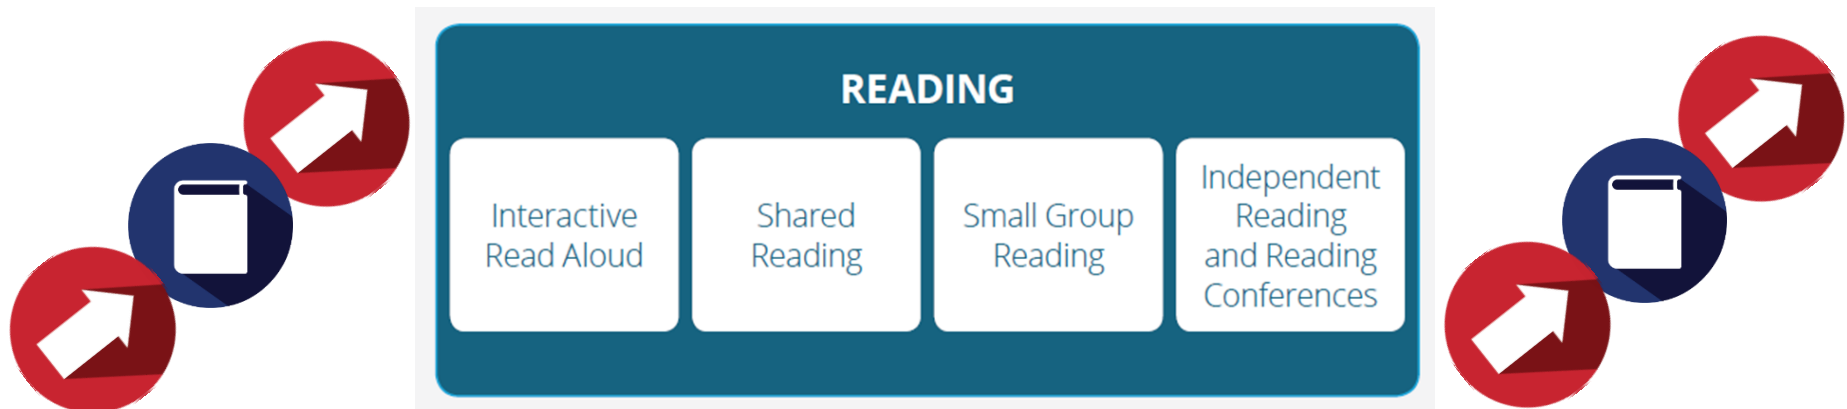 READING
Interactive
Read Aloud
Shared
Reading
Small Group
Reading
Independent
Reading
and Reading
Conferences